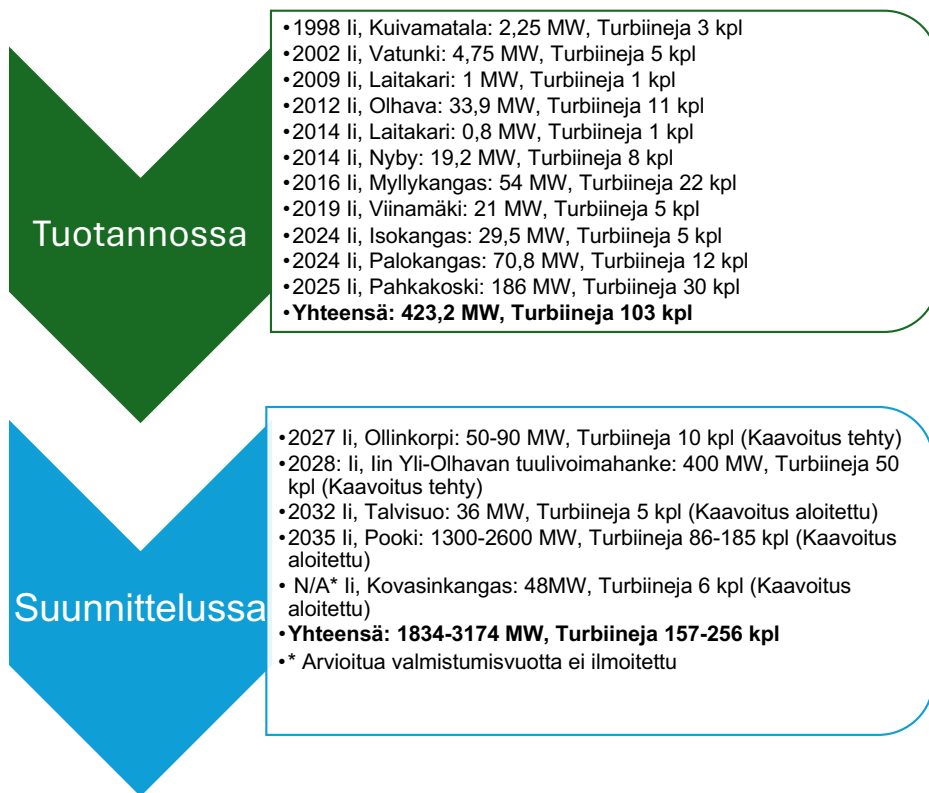 Tuotannossa
•1998 Ii, Kuivamatala: 2,25 MW, Turbiineja 3 kpl
•2002 Ii, Vatunki: 4,75 MW, Turbiineja 5 kpl
•2009 Ii, Laitakari: 1 MW, Turbiineja 1 kpl
•2012 Ii, Olhava: 33,9 MW, Turbiineja 11 kpl
•2014 Ii, Laitakari: 0,8 MW, Turbiineja 1 kpl
•2014 Ii, Nyby: 19,2 MW, Turbiineja 8 kpl
•2016 Ii, Myllykangas: 54 MW, Turbiineja 22 kpl
•2019 Ii, Viinamäki: 21 MW, Turbiineja 5 kpl
•2024 Ii, Isokangas: 29,5 MW, Turbiineja 5 kpl
•2024 Ii, Palokangas: 70,8 MW, Turbiineja 12 kpl
•2025 Ii, Pahkakoski: 186 MW, Turbiineja 30 kpl
•Yhteensä: 423,2 MW, Turbiineja 103 kpl
Suunnittelussa
•2027 Ii, Ollinkorpi: 50-90 MW, Turbiineja 10 kpl (Kaavoitus tehty)
•2028: Ii, Iin Yli-Olhavan tuulivoimahanke: 400 MW, Turbiineja 50
kpl (Kaavoitus tehty)
•2032 Ii, Talvisuo: 36 MW, Turbiineja 5 kpl (Kaavoitus aloitettu)
•2035 Ii, Pooki: 1300-2600 MW, Turbiineja 86-185 kpl (Kaavoitus
aloitettu)
• N/A* Ii, Kovasinkangas: 48MW, Turbiineja 6 kpl (Kaavoitus
aloitettu)
•Yhteensä: 1834-3174 MW, Turbiineja 157-256 kpl
•* Arvioitua valmistumisvuotta ei ilmoitettu